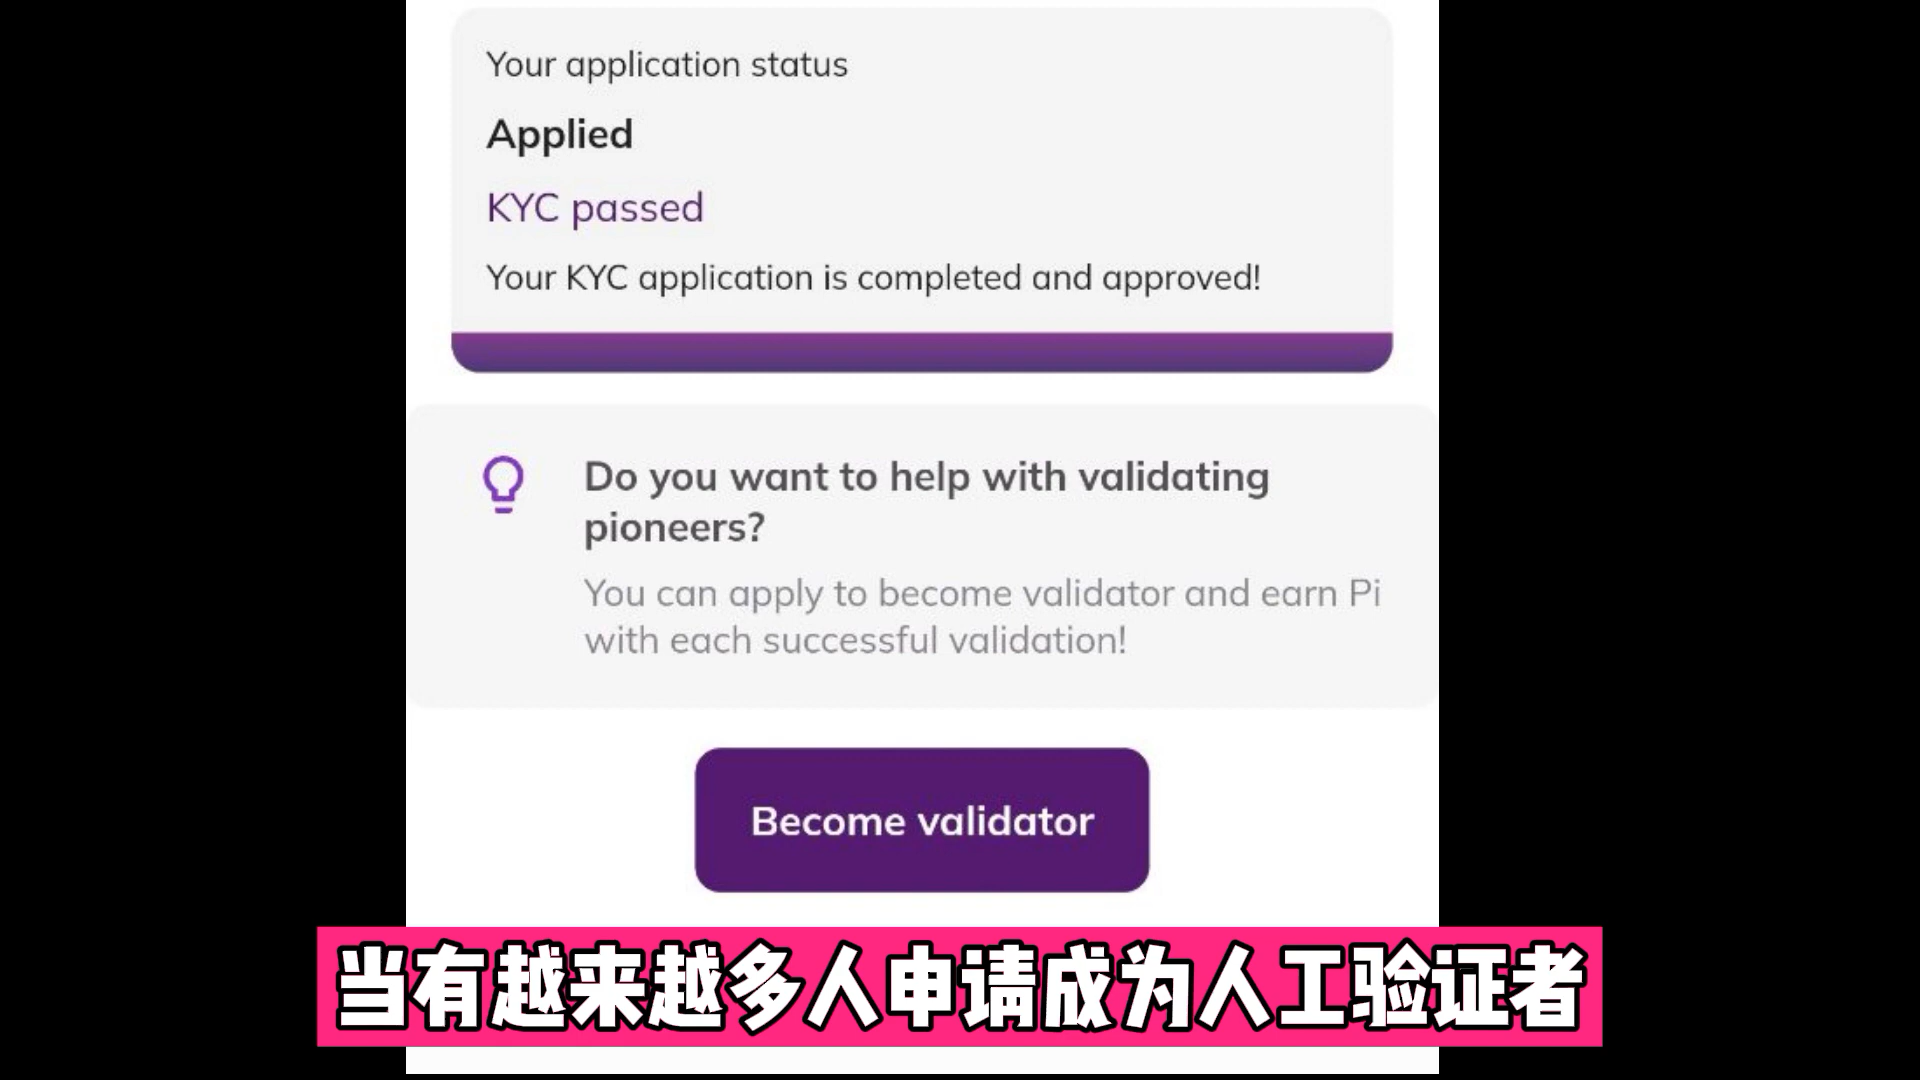 Your application status
Applied
KYC passed
Your KYC application is completed and approved!
Do you want to help with validating
pioneers?
You can apply to become validator and earn Pi
with each successful validation!
Become validator
当有越来越多人申请成为人工验证者